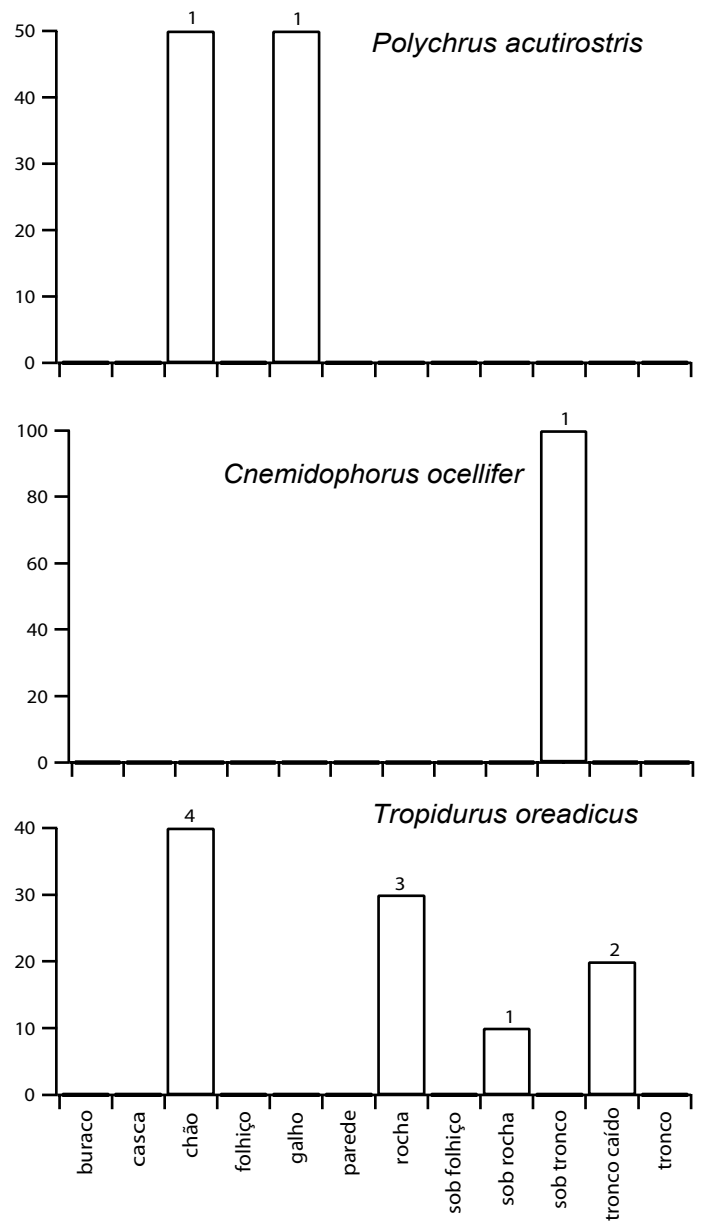 1 1
50
Polychrus acutirostris
40
30
20
10
0
1
100
Cnemidophorus ocellifer
80
60
40
20
0
Tropidurus oreadicus
4
40
3
30
2
20
1
10
0
buraco
casca
chão
folhiço
galho
parede
rocha
sob folhiço
sob rocha
sob tronco
tronco caído
tronco